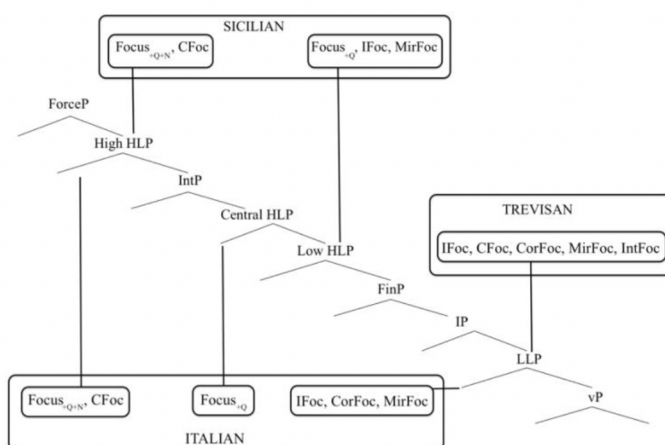 SICILIAN
Focus+Q+N, CFoc
Focus+Q, IFoc, MirFoc
ForceP
High HLP
IntP
Central HLP
Low HLP
TREVISAN
IFoc, CFoc, CorFoc, MirFoc, IntFoc
FinP
IP
LLP
vP
Focus+Q+N, CFoc
Focus+Q
IFoc, CorFoc, MirFoc
ITALIAN